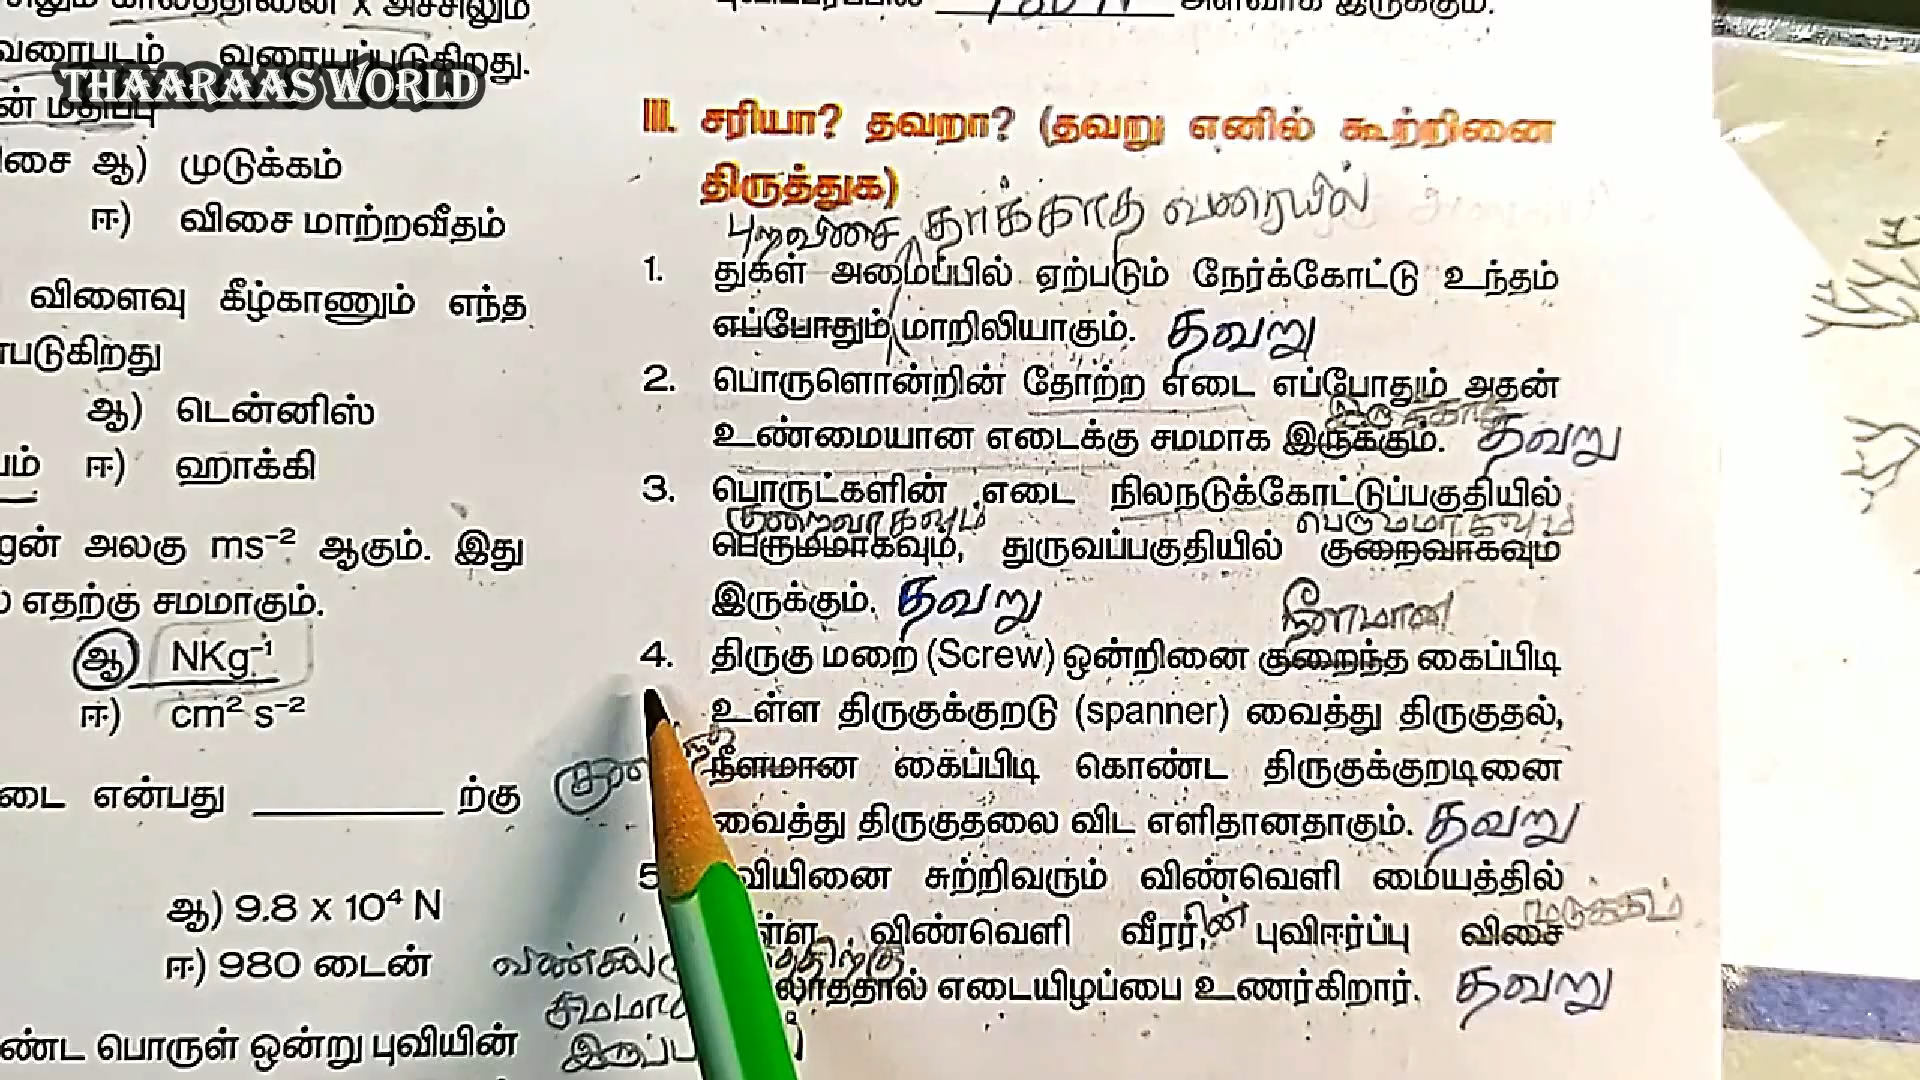 THAARAAS WORLD
x அச்சிலும்
வரைபடம் வரையப்படுகிறது.
ன் மதிப்பு
ஆ) முடுக்கம்
ஈ) விசை மாற்றவீதம்
விளைவு கீழ்காணும் எந்த
ஆ) டென்னிஸ்
ஈ) ஹாக்கி
ன் அலகு ms⁻² ஆகும். இது
எதற்கு சமமாகும்.
ஆ) NKg⁻¹
ஈ) cm² s⁻²
என்பது ________ ற்கு
ஆ) 9.8 x 10⁴ N
ஈ) 980 டைன்
பொருள் ஒன்று புவியின்
அளவாக இருக்கும்.
III. சரியா? தவறா? (தவறு எனில் கூற்றினை
திருத்துக)
புறவிசை தாக்காத வரையில்
1. துகள் அமைப்பில் ஏற்படும் நேர்க்கோட்டு உந்தம்
எப்போதும் மாறிலியாகும். தவறு
2. பொருளொன்றின் தோற்ற எடை எப்போதும் அதன்
இருக்காது
உண்மையான எடைக்கு சமமாக இருக்கும். தவறு
3. பொருட்களின் எடை நிலநடுக்கோட்டுப்பகுதியில்
குறைவாகவும் பெருமமாகவும்
பெருமமாகவும், துருவப்பகுதியில் குறைவாகவும்
இருக்கும். தவறு
நீளமான
4. திருகு மறை (Screw) ஒன்றினை குறைந்த கைப்பிடி
உள்ள திருகுக்குறடு (spanner) வைத்து திருகுதல்,
நீளமான கைப்பிடி கொண்ட திருகுக்குறடினை
வைத்து திருகுதலை விட எளிதானதாகும். தவறு
5 வியினை சுற்றிவரும் விண்வெளி மையத்தில்
முடுக்கம்
ள்ள விண்வெளி வீரர், ின் புவிஈர்ப்பு விசை
லாததால் எடையிழப்பை உணர்கிறார். தவறு